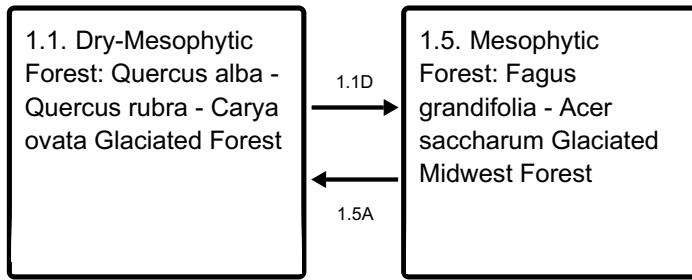 1.1. Dry-Mesophytic
Forest: Quercus alba -
Quercus rubra - Carya
ovata Glaciated Forest
1.1D
1.5A
1.5. Mesophytic
Forest: Fagus
grandifolia - Acer
saccharum Glaciated
Midwest Forest